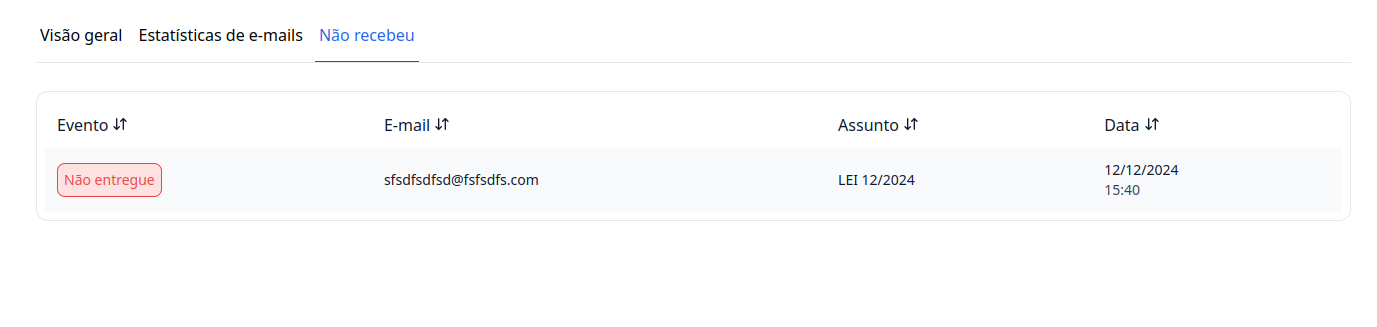 Visão geral Estatísticas de e-mails Não recebeu
Evento E-mail Assunto Data
Não entregue sfsdfsdfsd@fsfsdfs.com LEI 12/2024 12/12/2024
15:40